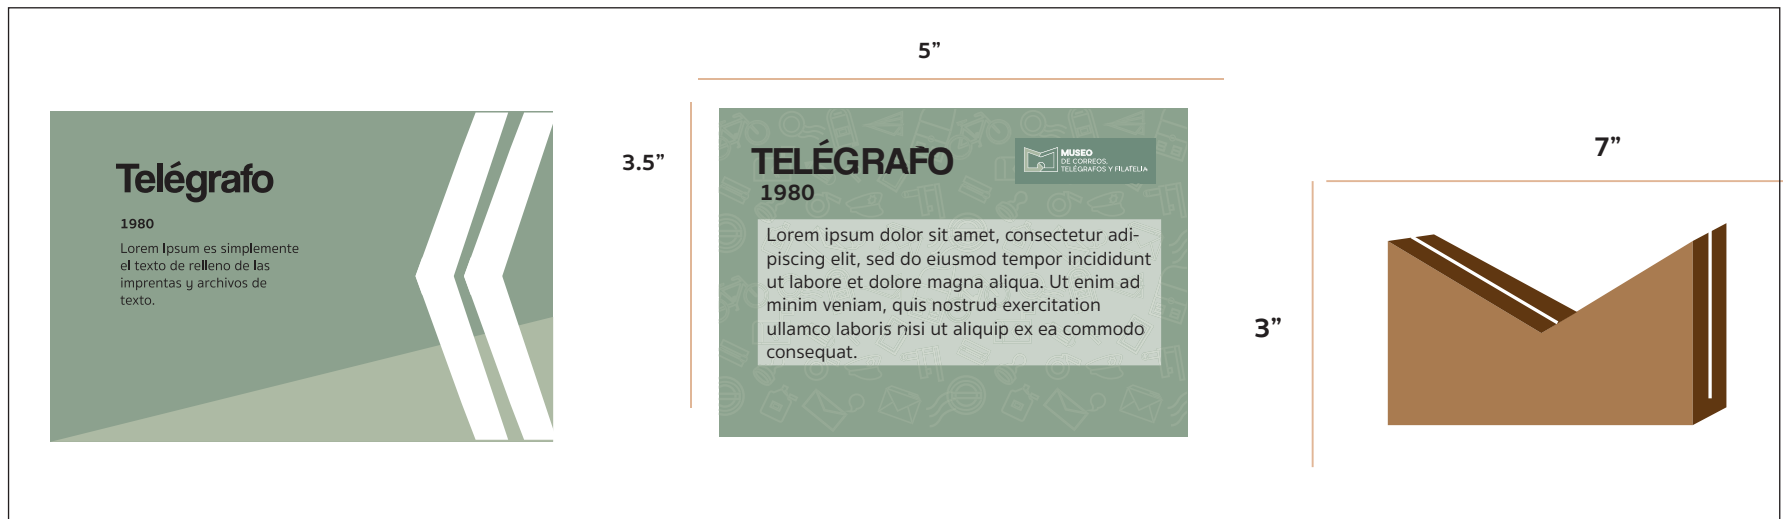 Telégrafo
1980
Lorem Ipsum es simplemente
el texto de relleno de las
imprentas y archivos de
texto.
5”
3.5”
TELÉGRAFO
1980
MUSEO
DE CORREOS,
TELÉGRAFOS Y FILATELIA
Lorem ipsum dolor sit amet, consectetur adi-
piscing elit, sed do eiusmod tempor incididunt
ut labore et dolore magna aliqua. Ut enim ad
minim veniam, quis nostrud exercitation
ullamco laboris nisi ut aliquip ex ea commodo
consequat.
7”
3”